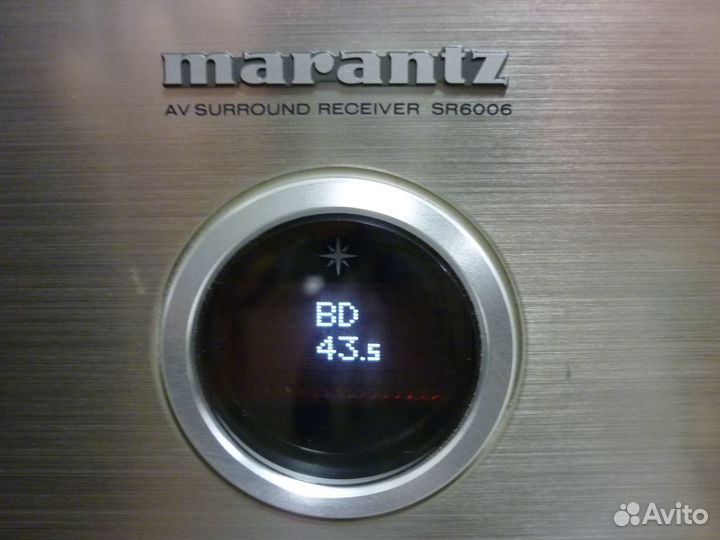 marantz
AV SURROUND RECEIVER SR6006
BD
43.5
Avito